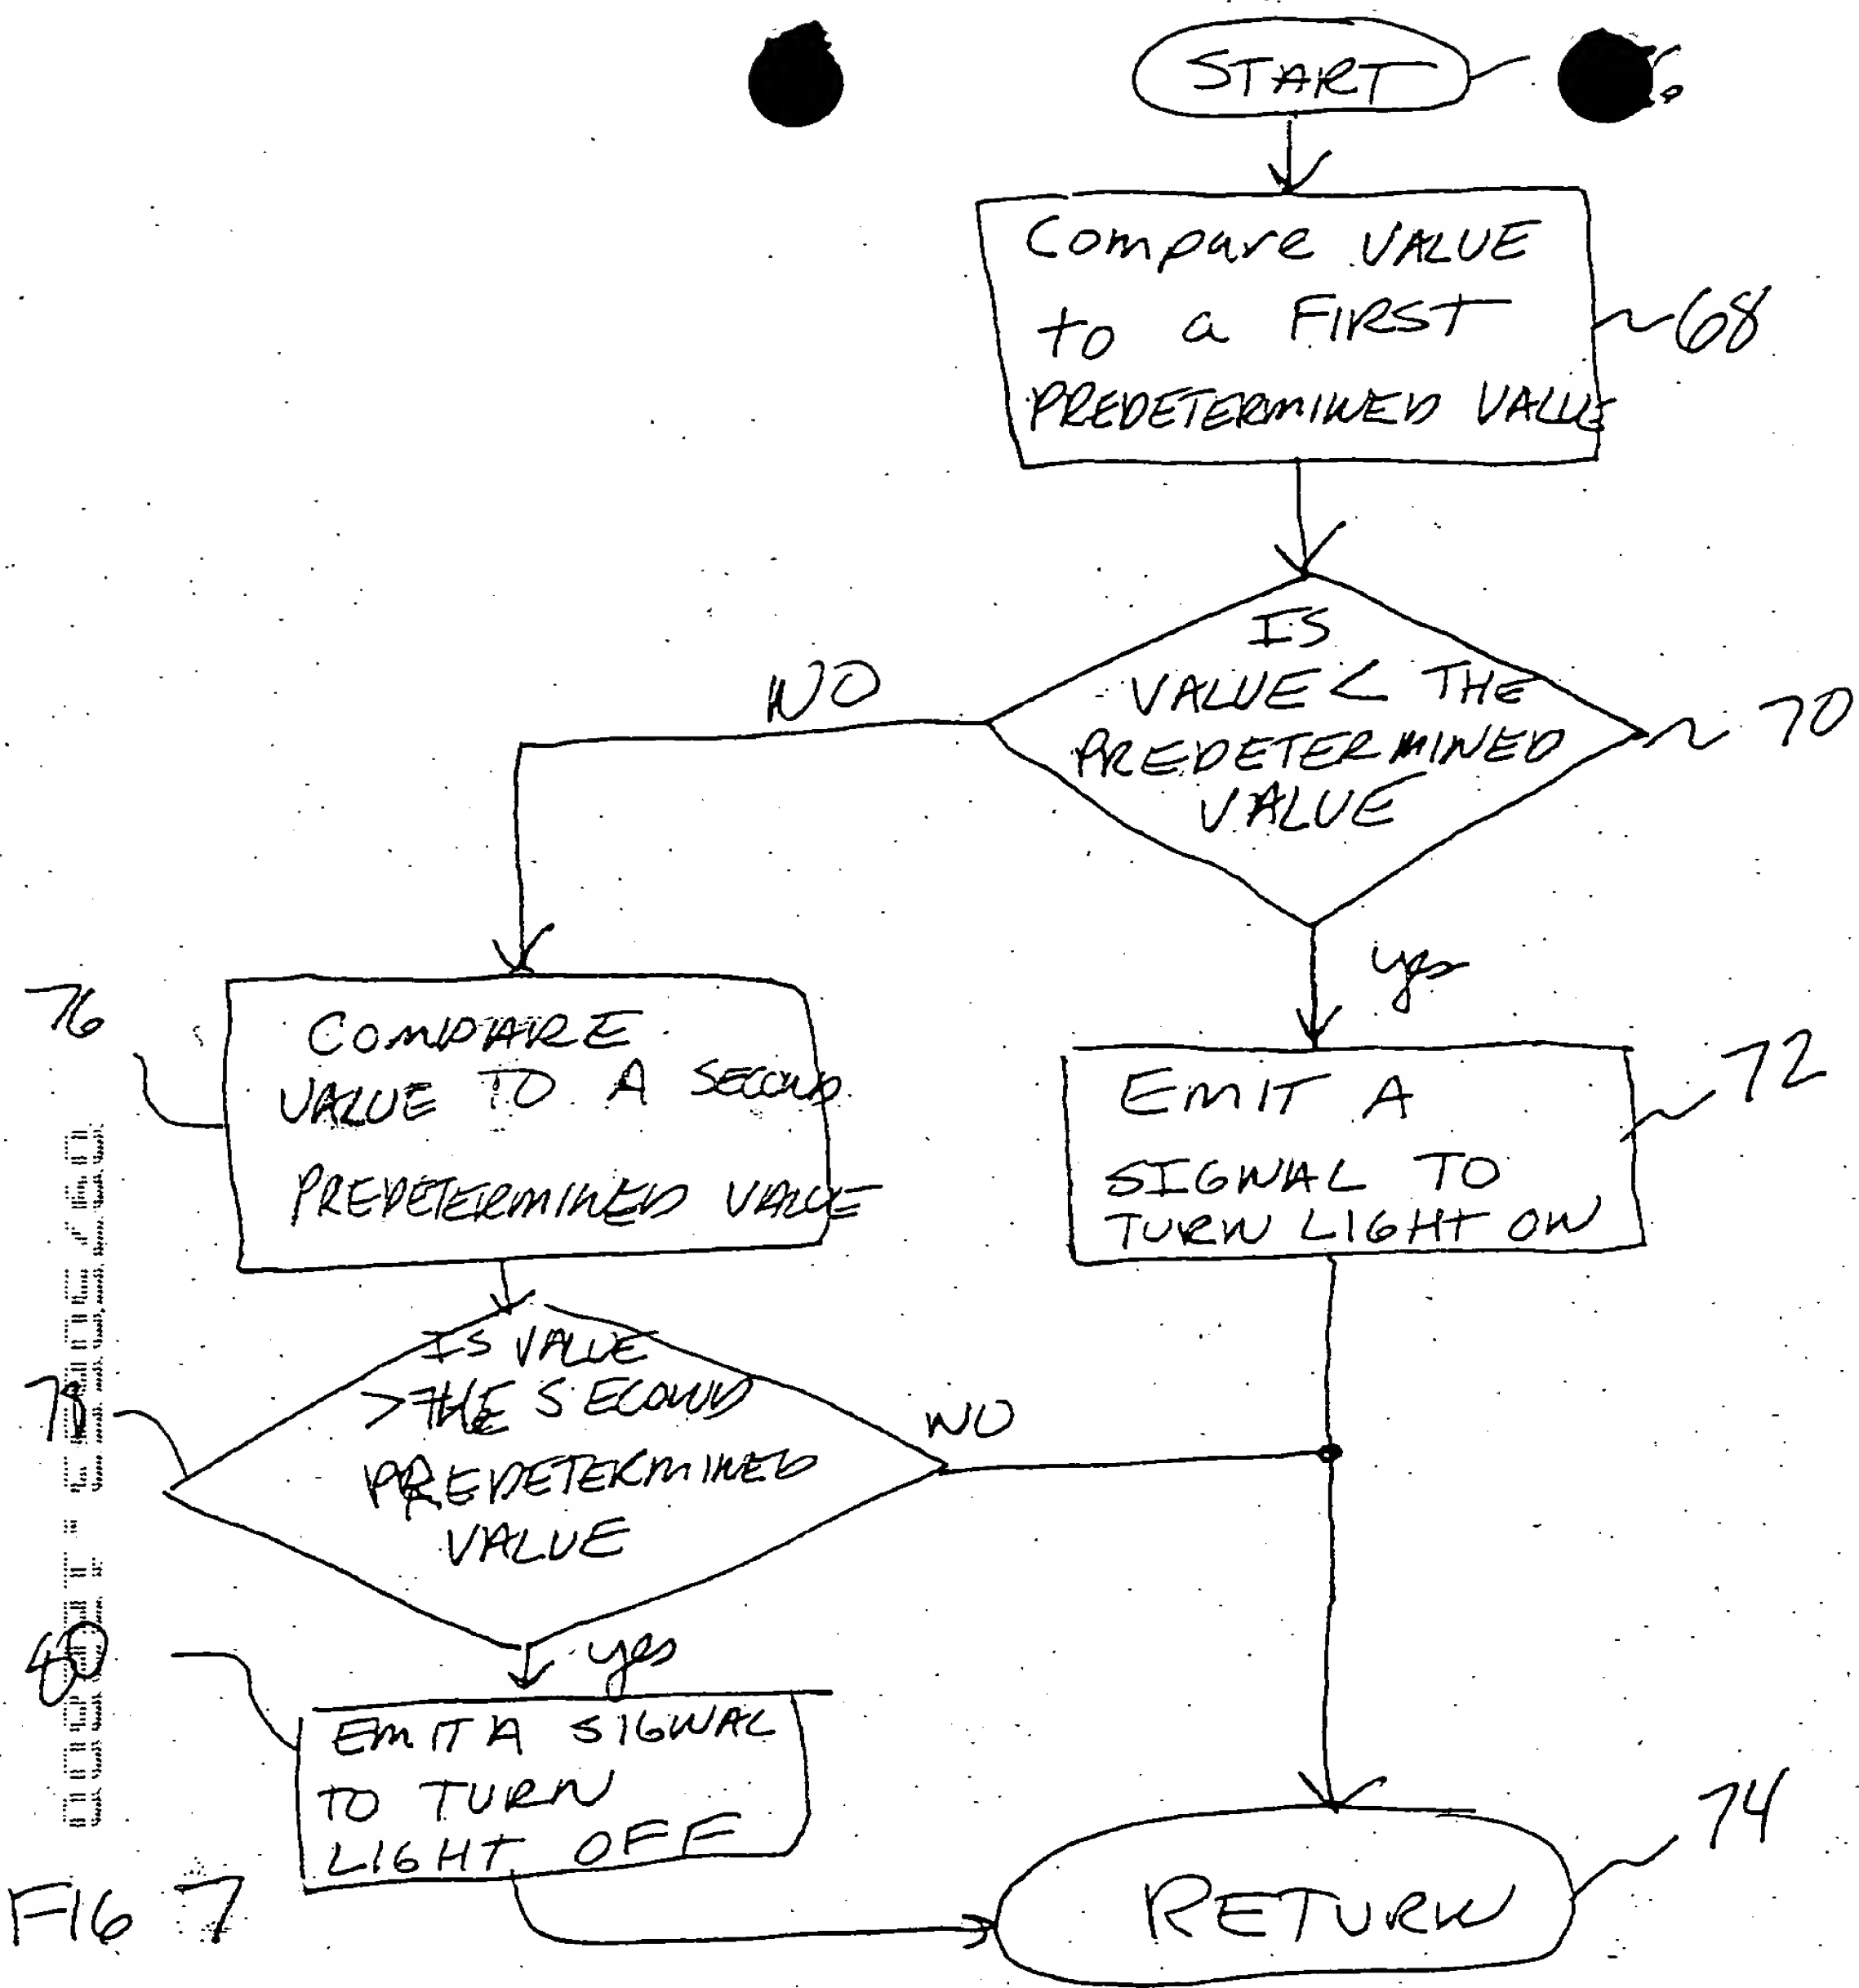 START
Compare VALUE
to a FIRST
PREDETERMINED VALUE
68
IS
VALUE < THE
PREDETERMINED
VALUE
70
NO
yes
76
COMPARE
VALUE TO A SECOND
PREDETERMINED VALUE
EMIT A
SIGNAL TO
TURN LIGHT ON
72
78
IS VALUE
> THE SECOND
PREDETERMINED
VALUE
NO
yes
80
EMIT A SIGNAL
TO TURN
LIGHT OFF
RETURN
74
FIG 7